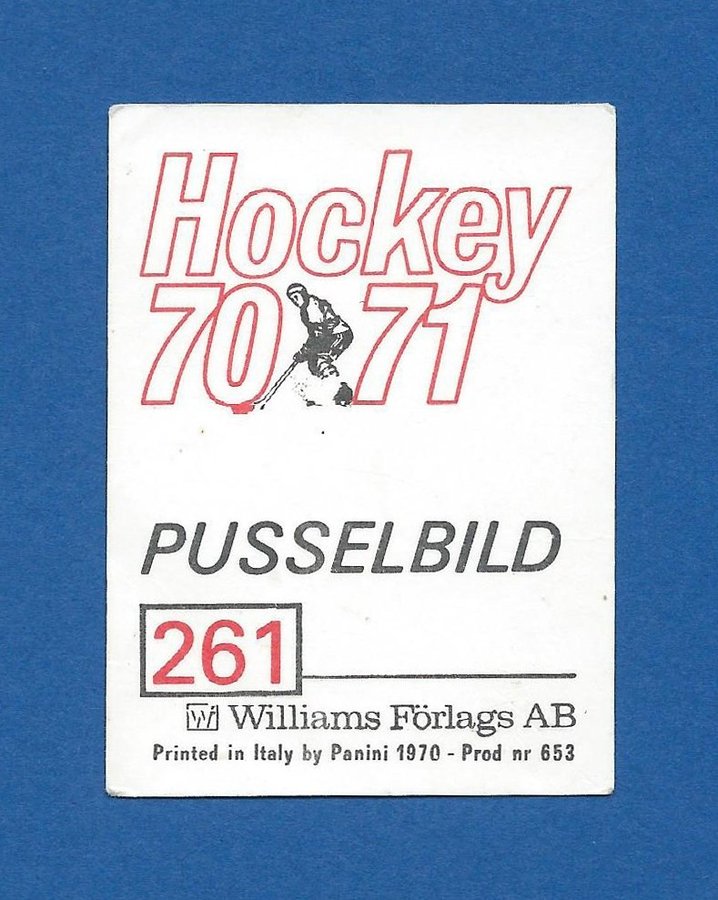 Hockey
70 71
PUSSELBILD
261
W Williams Förlags AB
Printed in Italy by Panini 1970 - Prod nr 653